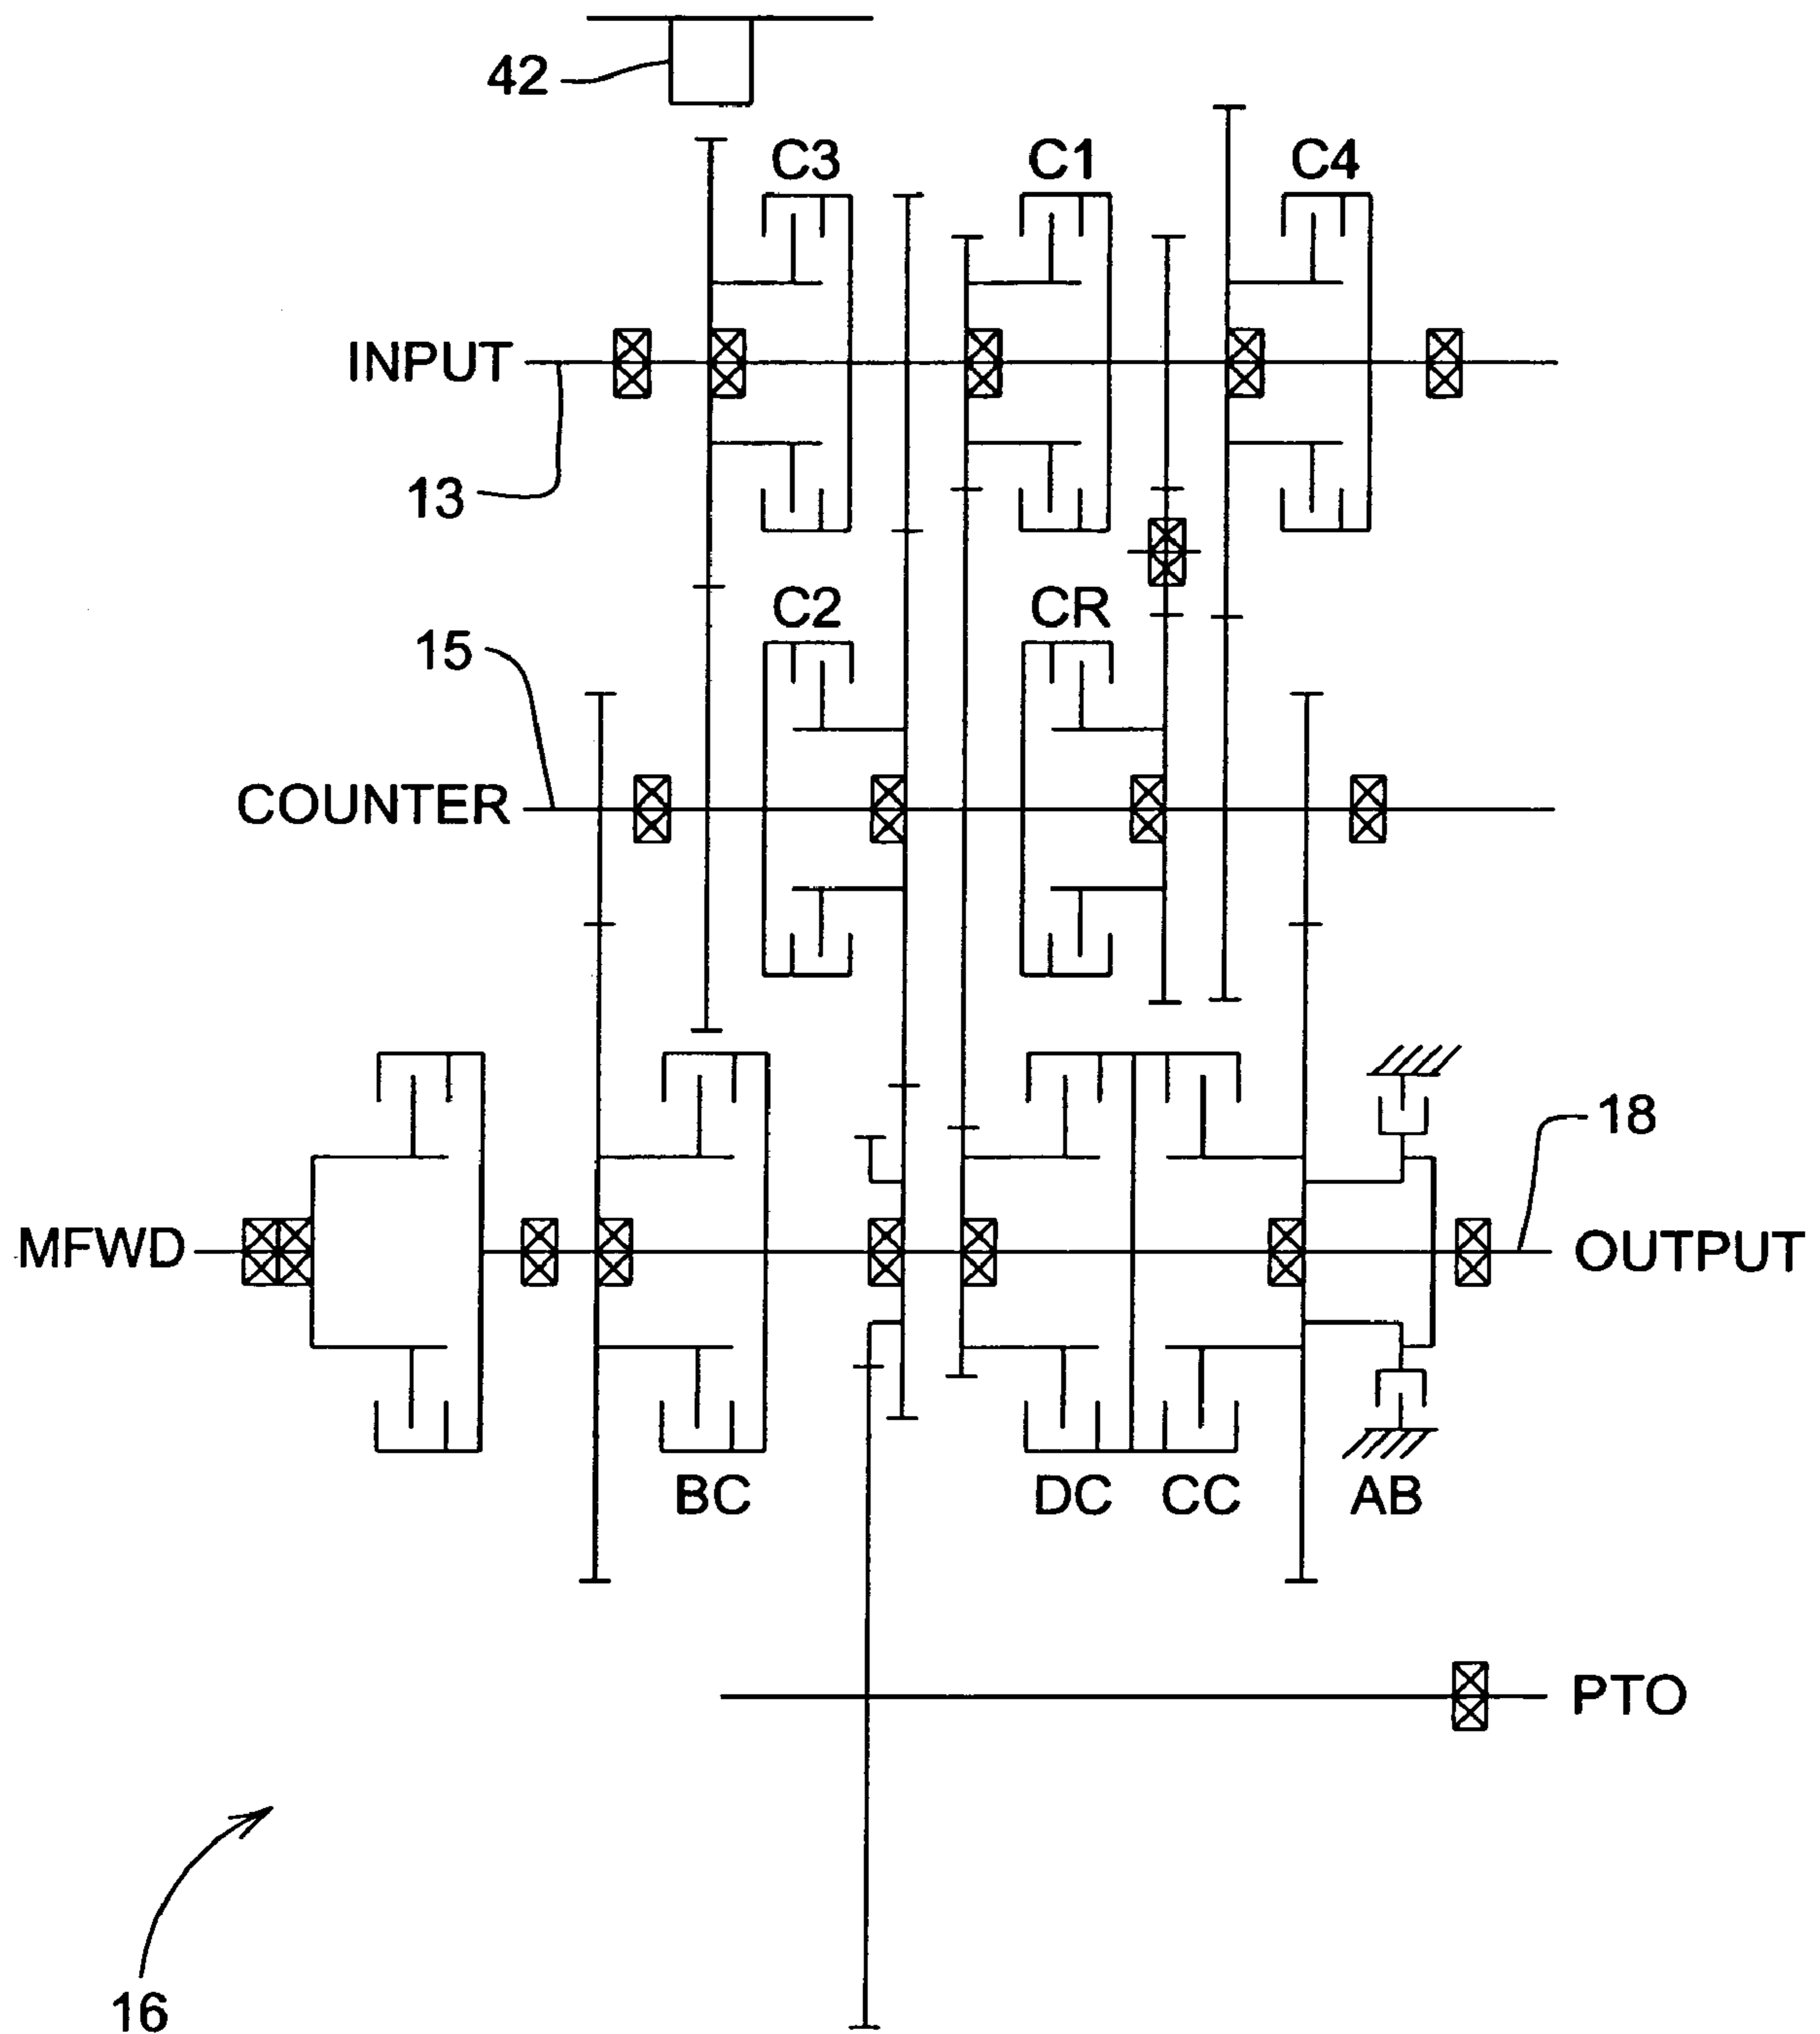 42
C3 C1 C4
INPUT
13
C2 CR
15
COUNTER
18
MFWD OUTPUT
BC DC CC AB
PTO
16